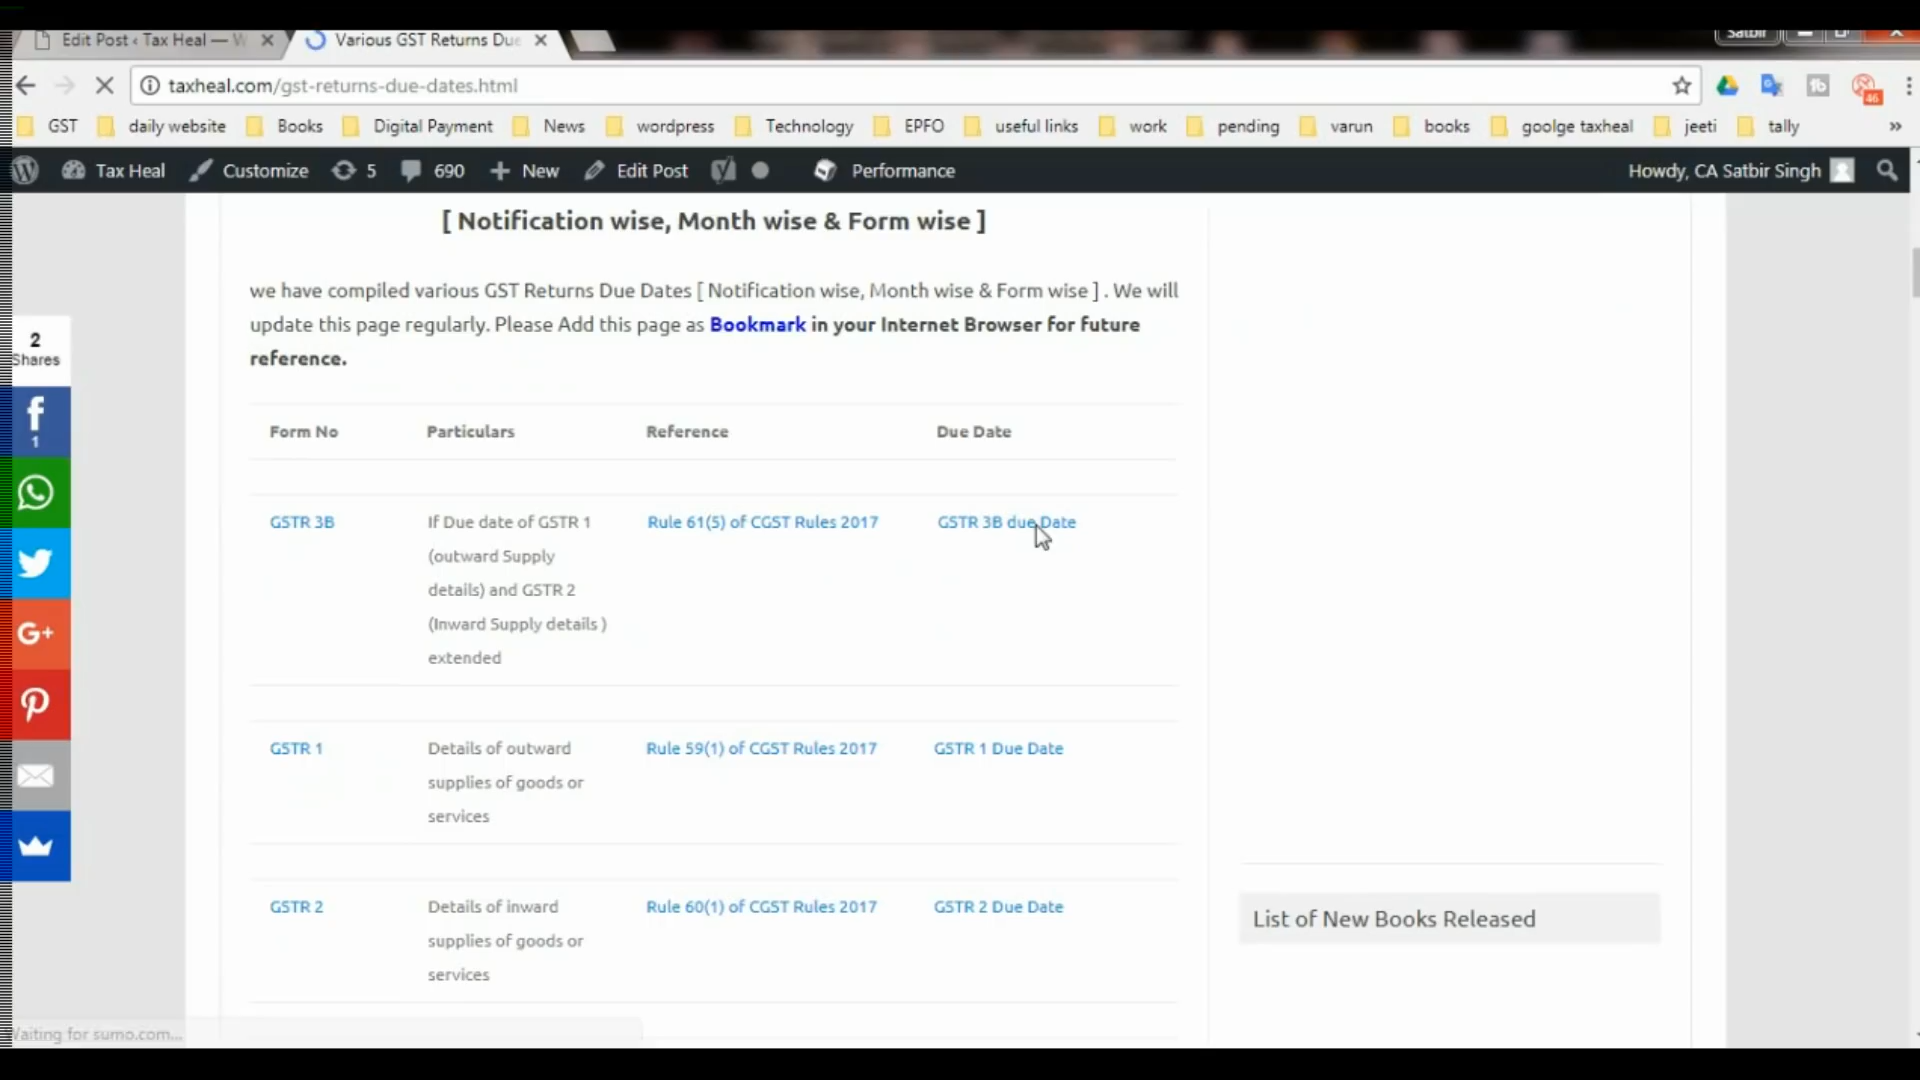 Edit Post ‹ Tax Heal — W
Various GST Returns Due
Satbir
taxheal.com/gst-returns-due-dates.html
46
GST daily website Books Digital Payment News wordpress Technology EPFO useful links work pending varun books goolge taxheal jeeti tally »
Tax Heal Customize 5 690 New Edit Post Performance Howdy, CA Satbir Singh
[ Notification wise, Month wise & Form wise ]
we have compiled various GST Returns Due Dates [ Notification wise, Month wise & Form wise ] . We will
update this page regularly. Please Add this page as Bookmark in your Internet Browser for future
reference.
2
Shares
1
Form No Particulars Reference Due Date
GSTR 3B If Due date of GSTR 1 Rule 61(5) of CGST Rules 2017 GSTR 3B due Date
(outward Supply
details) and GSTR 2
(Inward Supply details )
extended
GSTR 1 Details of outward Rule 59(1) of CGST Rules 2017 GSTR 1 Due Date
supplies of goods or
services
GSTR 2 Details of inward Rule 60(1) of CGST Rules 2017 GSTR 2 Due Date
supplies of goods or
services
List of New Books Released
Waiting for sumo.com...